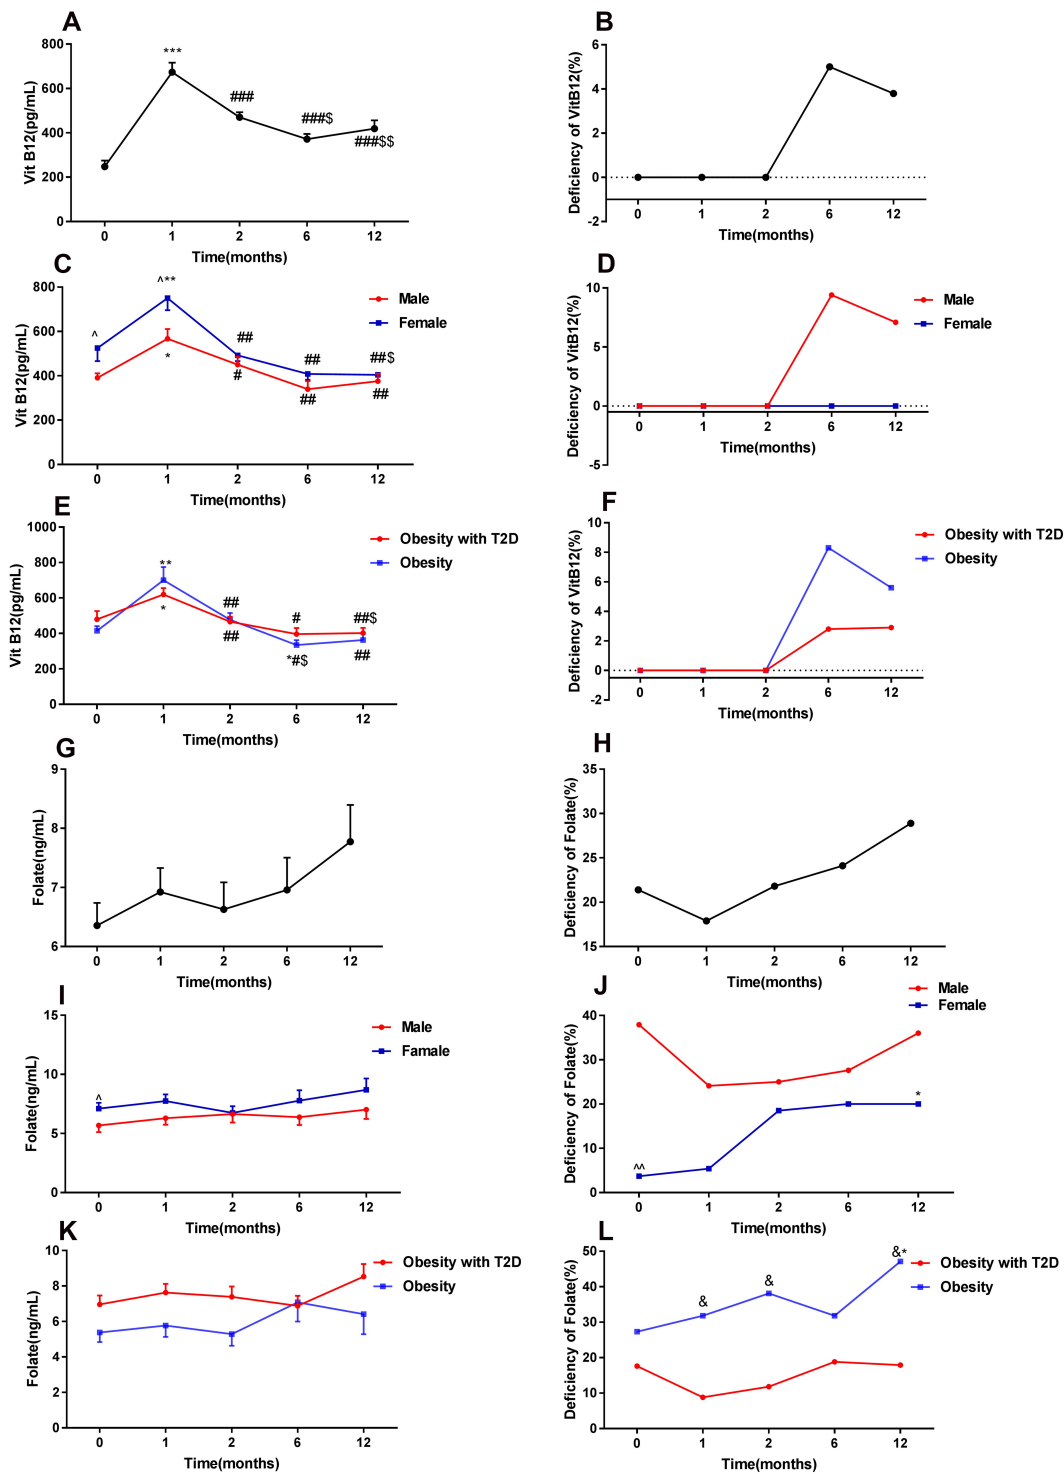 A
Vit B12(pg/mL)
800
600
400
200
0
***
###
###$
###$$
0 1 2 6 12
Time(months)
B
Deficiency of VitB12(%)
6
4
2
0
-2
0 1 2 6 12
Time(months)
C
Vit B12(pg/mL)
800
600
400
200
0
^
^**
*
##
#
##
##
##$
##
Male
Female
0 1 2 6 12
Time(months)
D
Deficiency of VitB12(%)
10
5
0
-5
Male
Female
0 1 2 6 12
Time(months)
E
Vit B12(pg/mL)
1000
800
600
400
200
0
**
*
##
##
#
*#$
##$
##
Obesity with T2D
Obesity
0 1 2 6 12
Time(months)
F
Deficiency of VitB12(%)
10
8
6
4
2
0
-2
Obesity with T2D
Obesity
0 1 2 6 12
Time(months)
G
Folate(ng/mL)
9
8
7
6
0 1 2 6 12
Time(months)
H
Deficiency of Folate(%)
35
30
25
20
15
0 1 2 6 12
Time(months)
I
Folate(ng/mL)
15
10
5
0
^
Male
Famale
0 1 2 6 12
Time(months)
J
Deficiency of Folate(%)
40
30
20
10
0
^^
*
Male
Female
0 1 2 6 12
Time(months)
K
Folate(ng/mL)
10
8
6
4
2
0
Obesity with T2D
Obesity
0 1 2 6 12
Time(months)
L
Deficiency of Folate(%)
50
40
30
20
10
0
&
&
&*
Obesity with T2D
Obesity
0 1 2 6 12
Time(months)